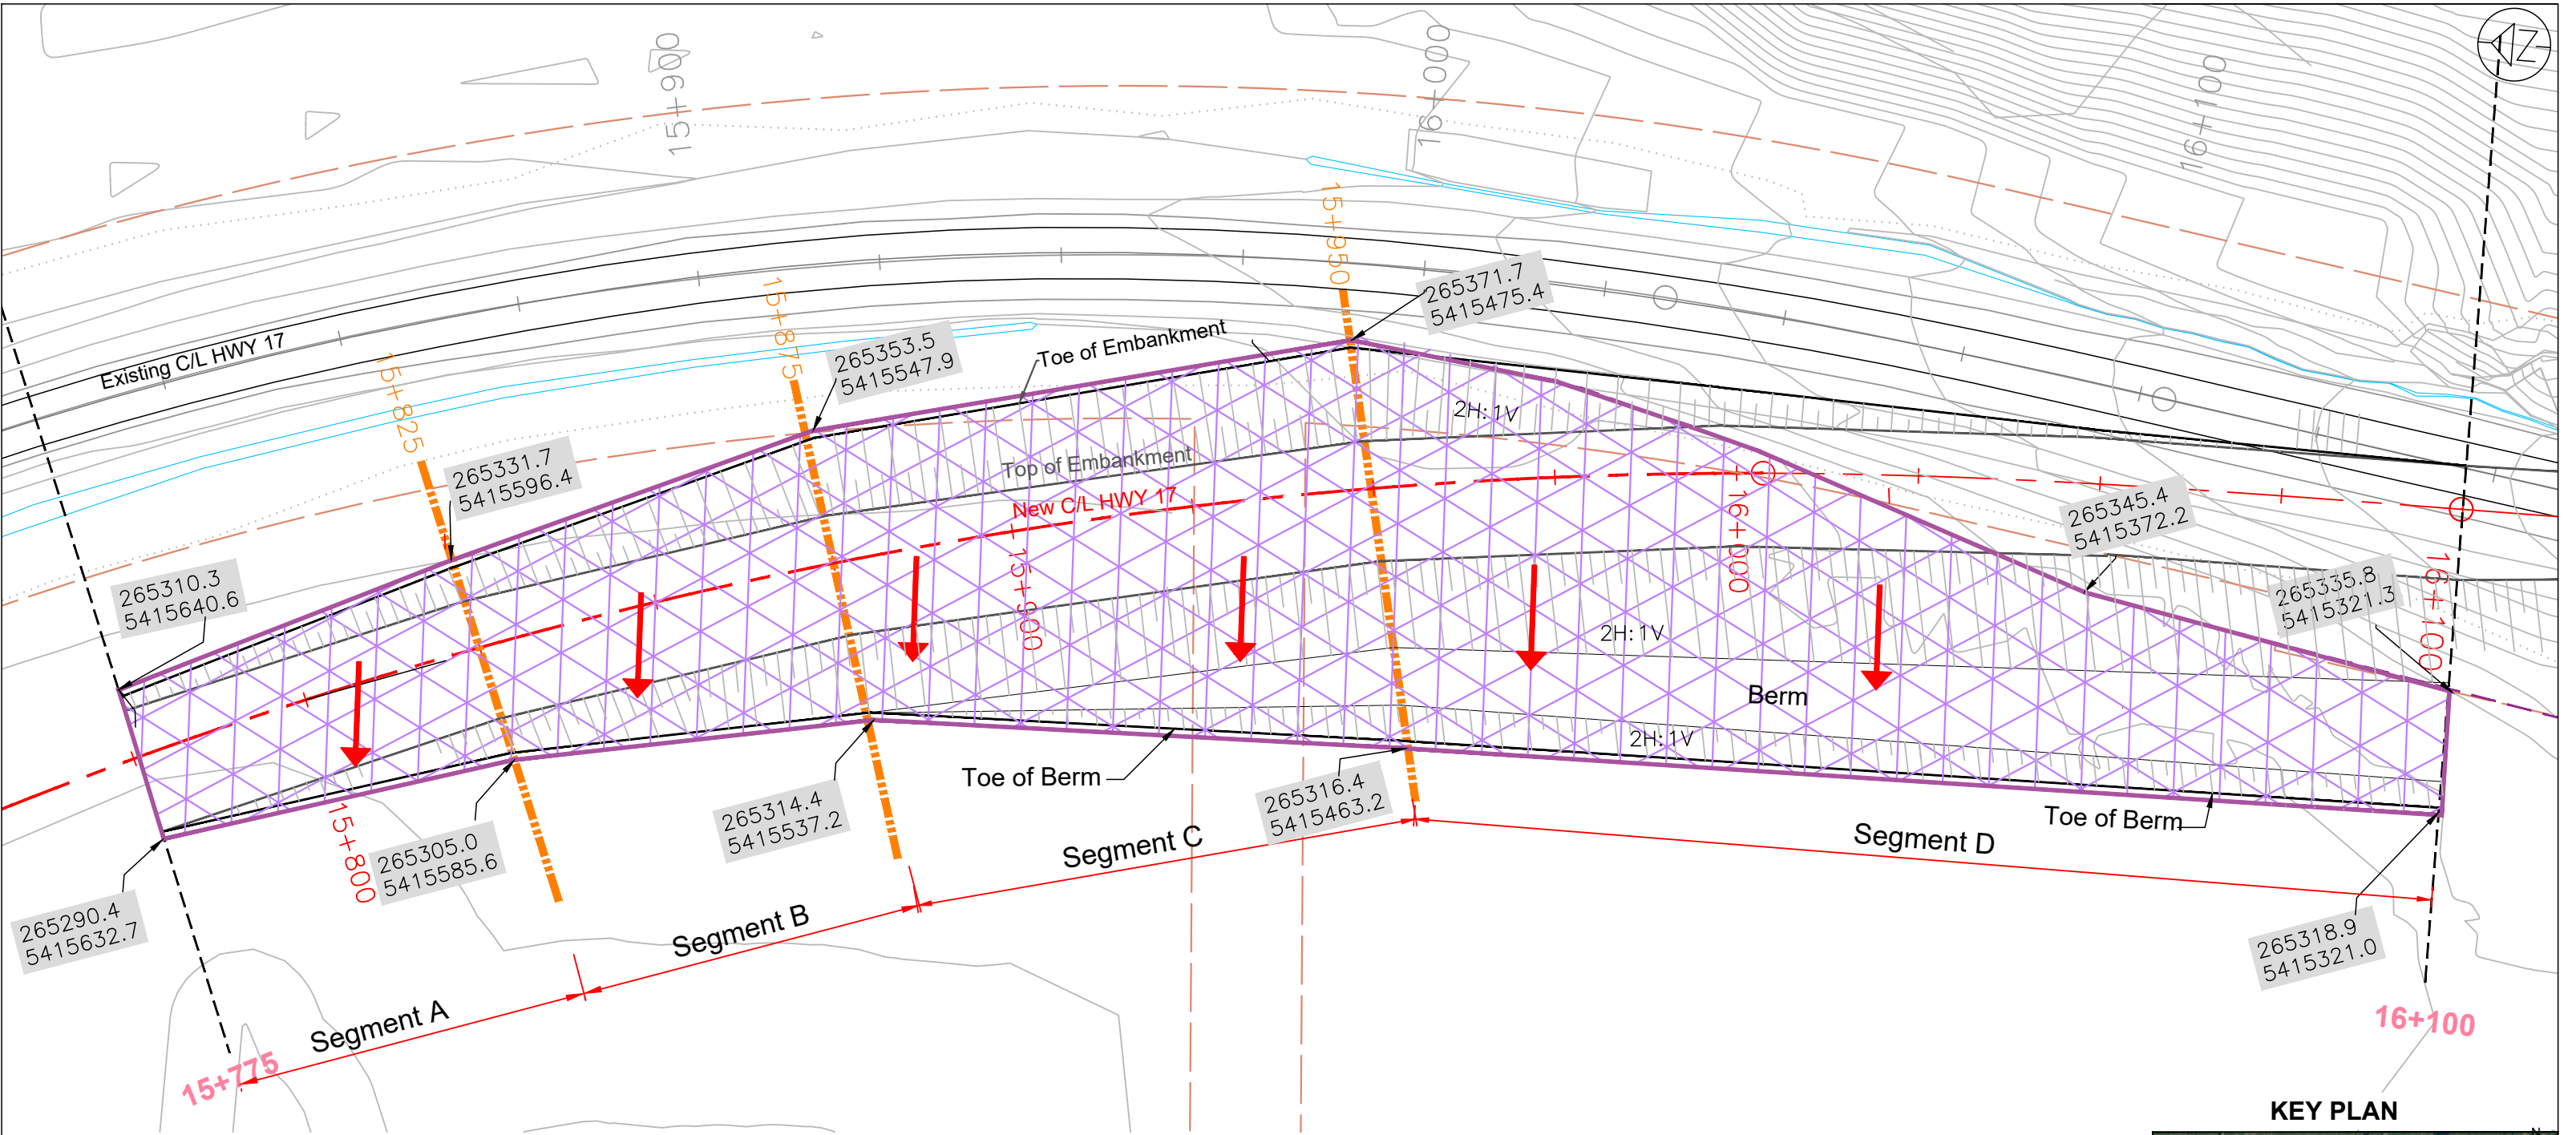 15+900
16+000
16+100
Z
15+950
15+875
15+825
Existing C/L HWY 17
265371.7
5415475.4
265353.5
5415547.9
Toe of Embankment
265331.7
5415596.4
2H:1V
Top of Embankment
New C/L HWY 17
16+000
265345.4
5415372.2
265310.3
5415640.6
15+900
265335.8
5415321.3
16+100
2H:1V
Berm
2H:1V
Toe of Berm
265316.4
5415463.2
265314.4
5415537.2
Toe of Berm
15+800
265305.0
5415585.6
Segment C
Segment D
265290.4
5415632.7
Segment B
265318.9
5415321.0
Segment A
15+775
16+100
KEY PLAN
N